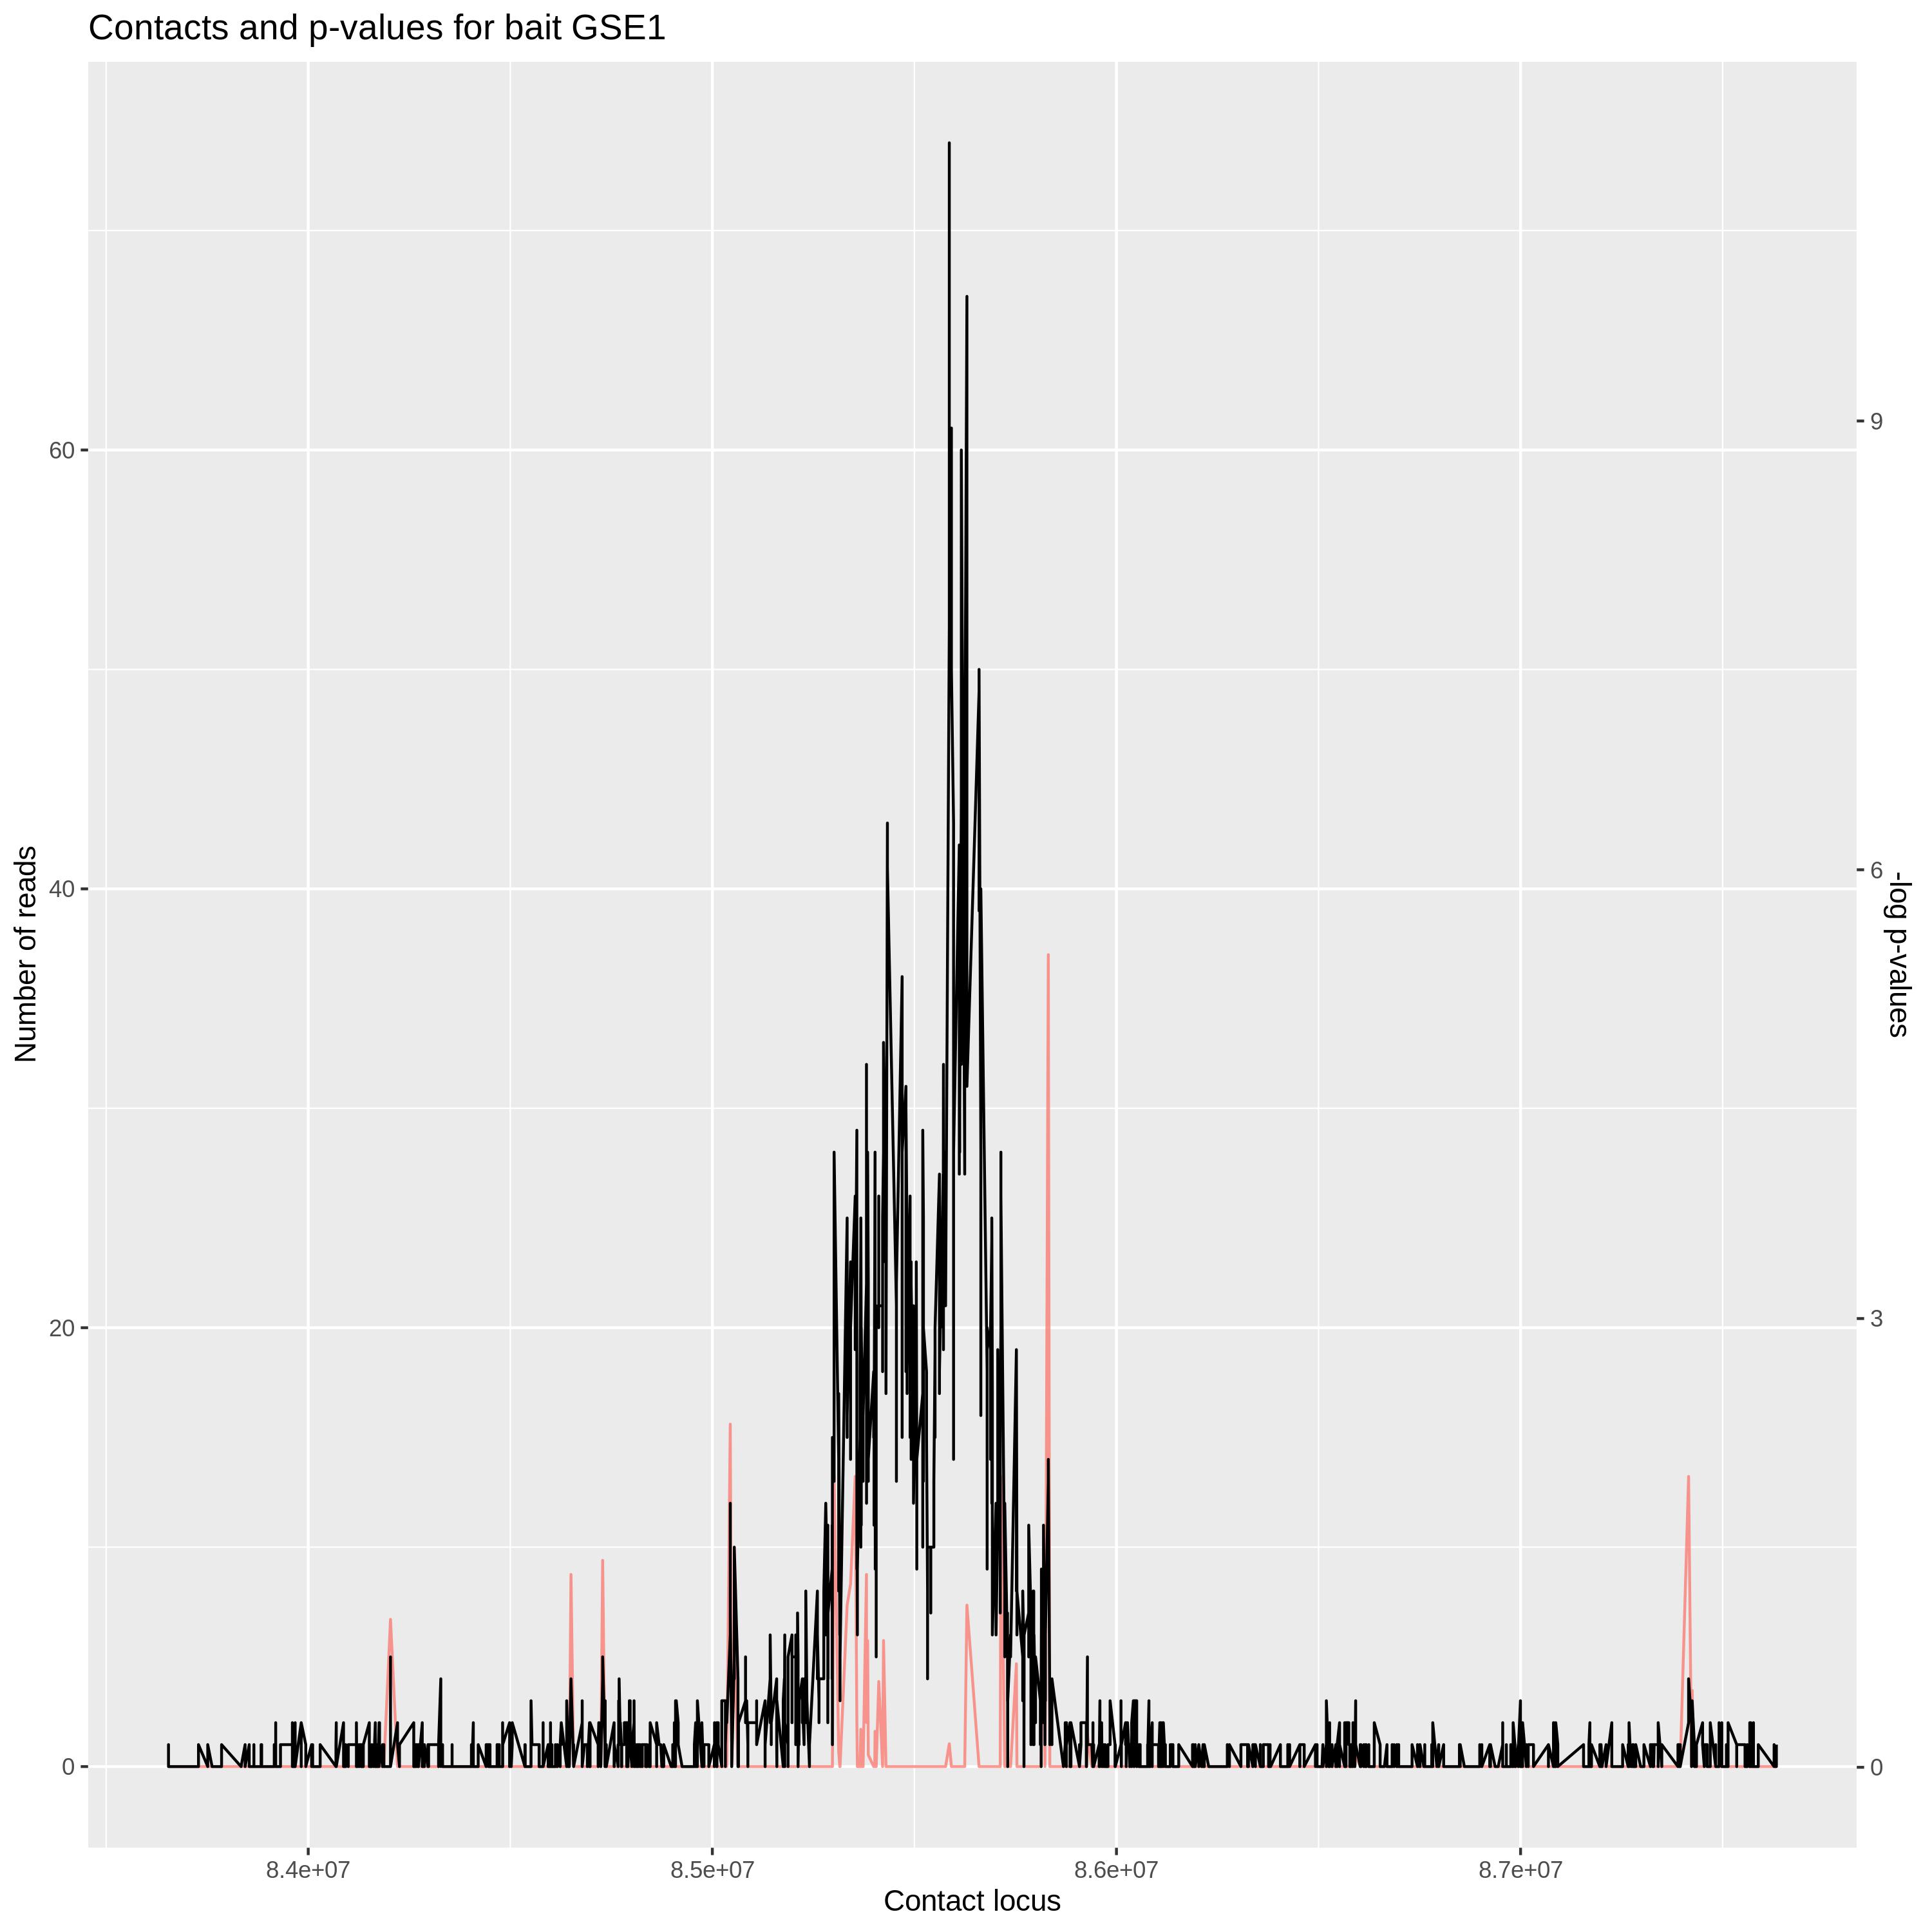 Contacts and p-values for bait GSE1
60
40
20
0
Number of reads
9
6
3
0
-log p-values
8.4e+07
8.5e+07
8.6e+07
8.7e+07
Contact locus